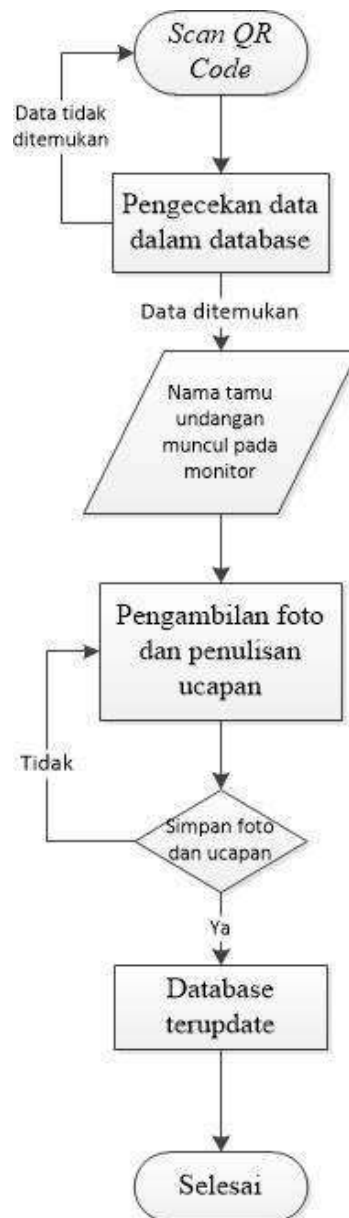 Scan QR
Code
Data tidak
ditemukan
Pengecekan data
dalam database
Data ditemukan
Nama tamu
undangan
muncul pada
monitor
Pengambilan foto
dan penulisan
ucapan
Tidak
Simpan foto
dan ucapan
Ya
Database
terupdate
Selesai